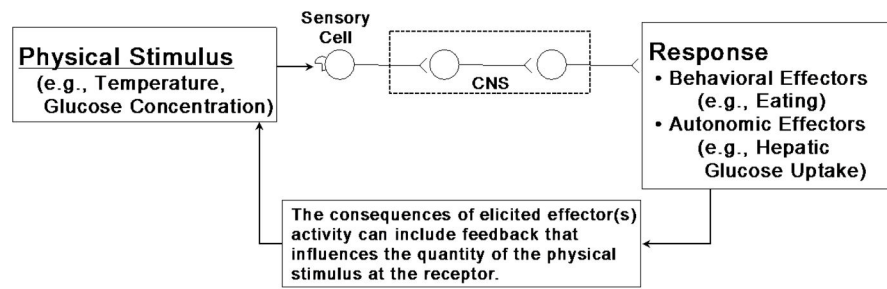 Physical Stimulus
(e.g., Temperature,
Glucose Concentration)
Sensory
Cell
CNS
Response
• Behavioral Effectors
(e.g., Eating)
• Autonomic Effectors
(e.g., Hepatic
Glucose Uptake)
The consequences of elicited effector(s)
activity can include feedback that
influences the quantity of the physical
stimulus at the receptor.